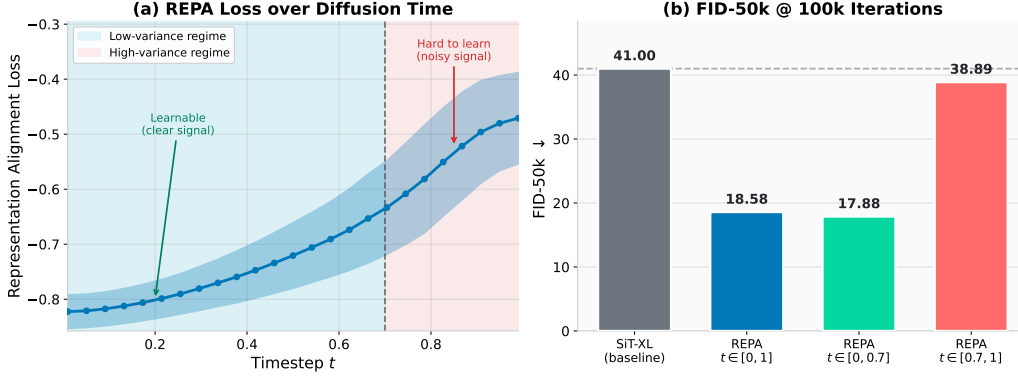 (a) REPA Loss over Diffusion Time
Representation Alignment Loss
−0.3
−0.4
−0.5
−0.6
−0.7
−0.8
Low-variance regime
High-variance regime
Learnable
(clear signal)
Hard to learn
(noisy signal)
0.2
0.4
0.6
0.8
Timestep t
(b) FID-50k @ 100k Iterations
FID-50k ↓
40
30
20
10
0
41.00
18.58
17.88
38.89
SiT-XL
(baseline)
REPA
t ∈ [0, 1]
REPA
t ∈ [0, 0.7]
REPA
t ∈ [0.7, 1]